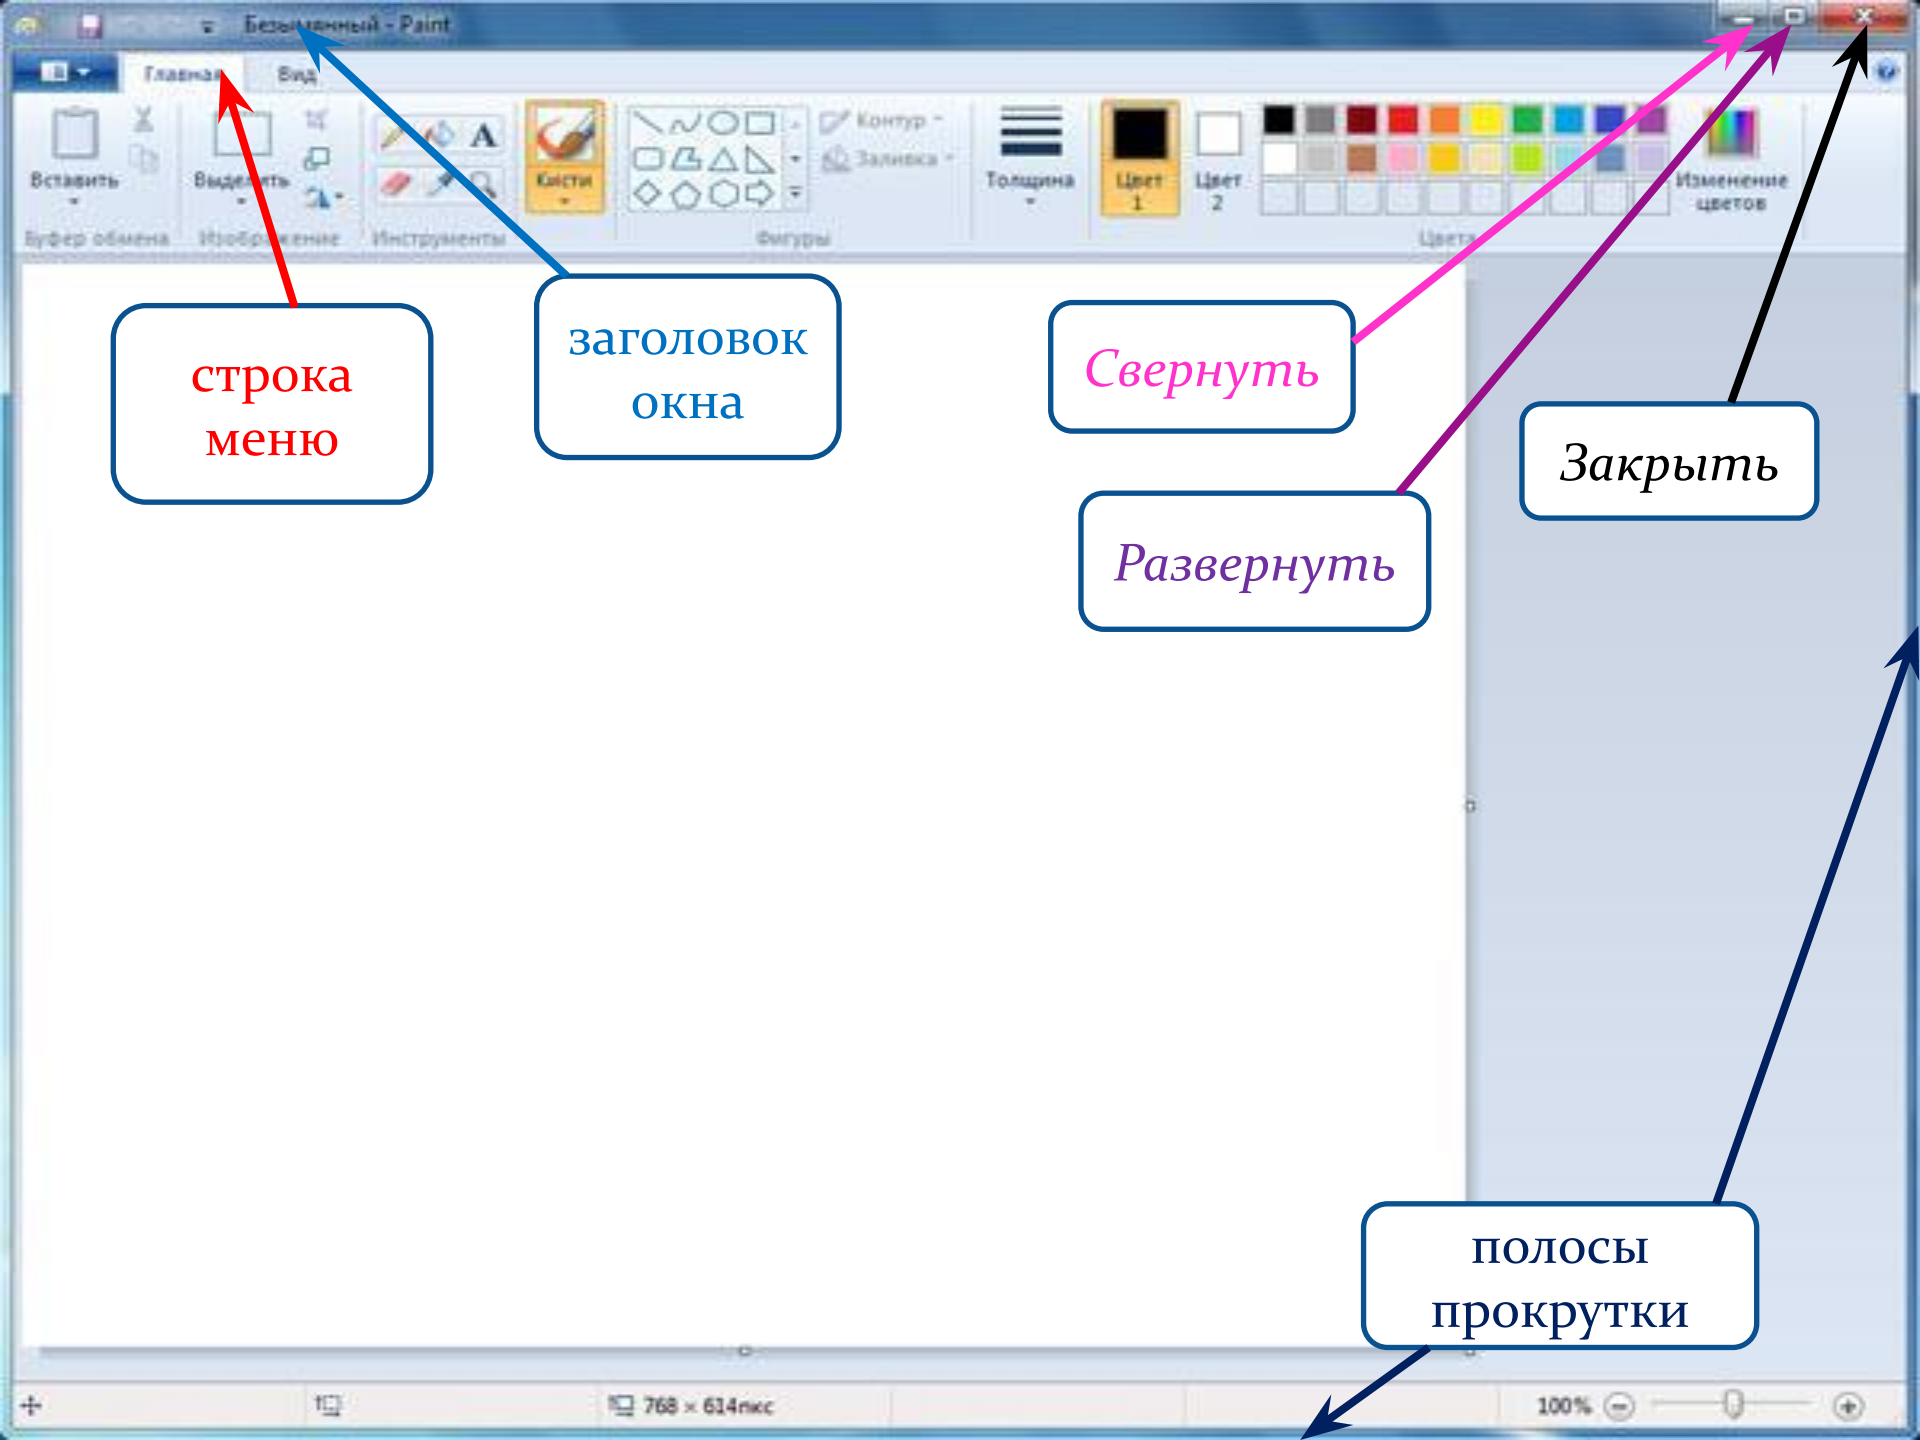 Безымянный - Paint
Главная Вид
Вставить
Выделить
A
Кисти
Контур
Заливка
Толщина
Цвет
1
Цвет
2
Изменение
цветов
Буфер обмена Изображение Инструменты Фигуры Цвета
строка
меню
заголовок
окна
Свернуть
Развернуть
Закрыть
полосы
прокрутки
768 × 614пкс
100%